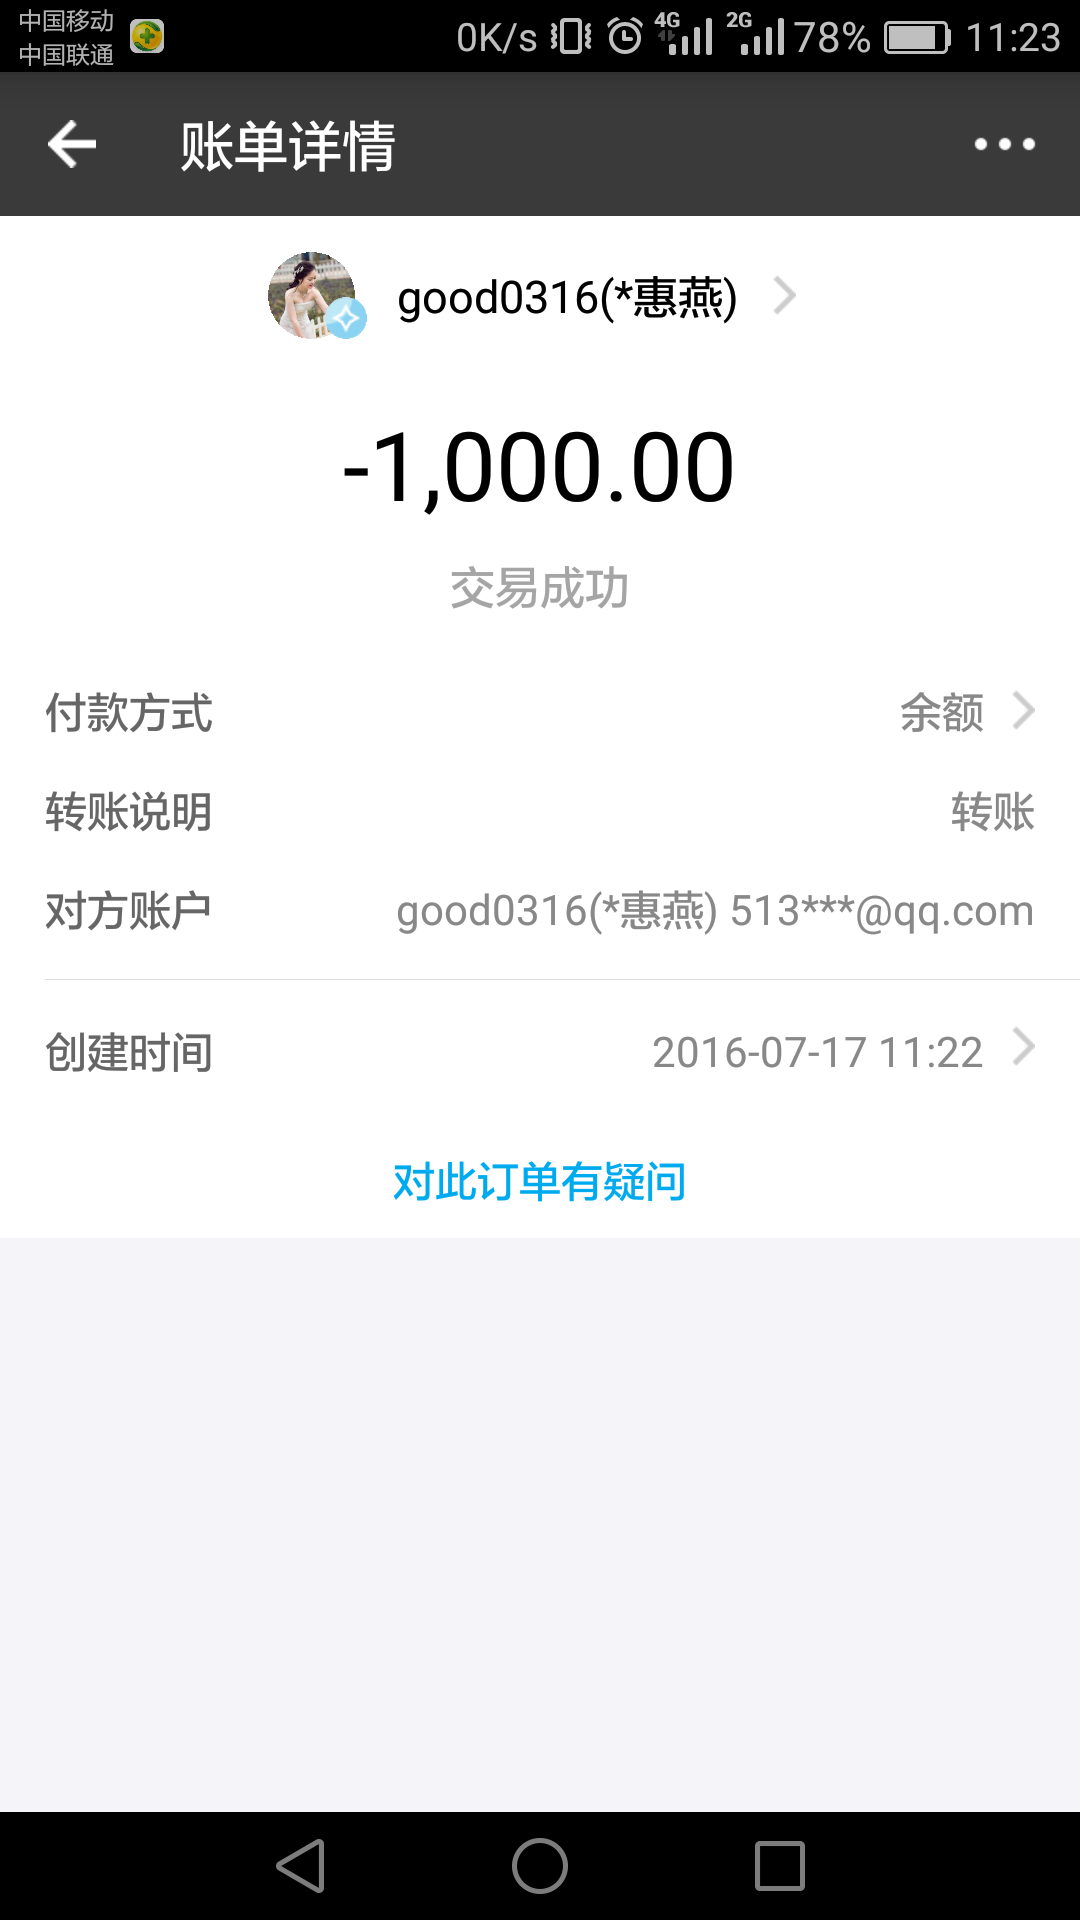 中国移动
中国联通
0K/s 4G 2G 78% 11:23
账单详情
good0316(*惠燕)
-1,000.00
交易成功
付款方式 余额
转账说明 转账
对方账户 good0316(*惠燕) 513***@qq.com
创建时间 2016-07-17 11:22
对此订单有疑问